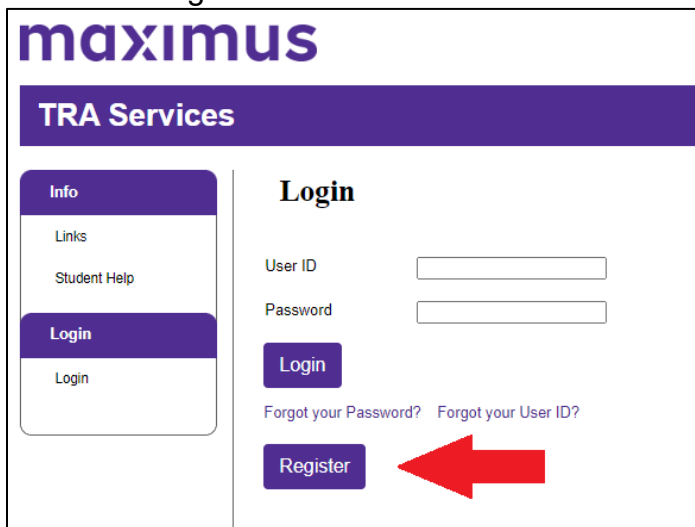 maximus
TRA Services
Info
Links
Student Help
Login
Login
Login
User ID
Password
Login
Forgot your Password? Forgot your User ID?
Register